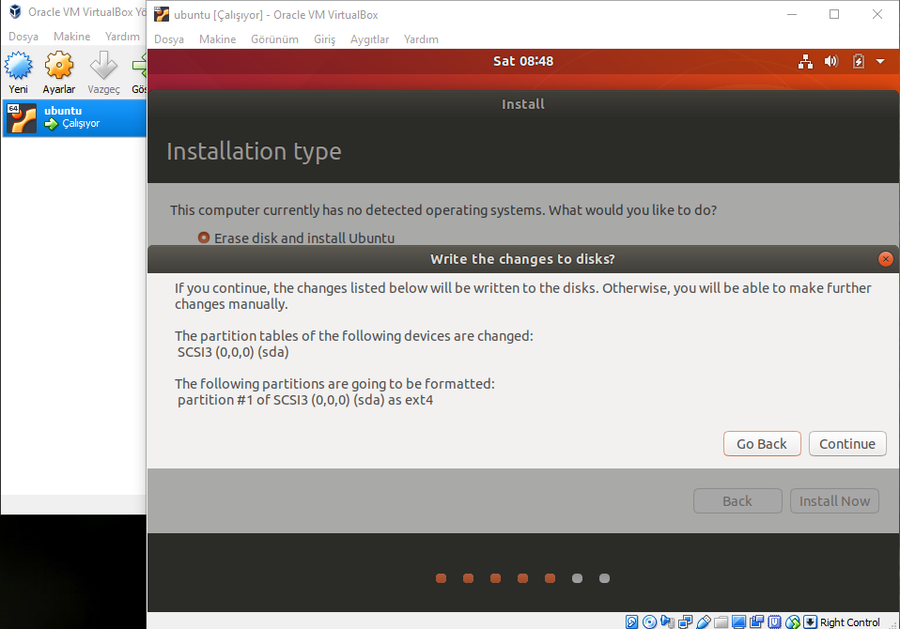 Oracle VM VirtualBox Yö
Dosya Makine Yardım
Yeni Ayarlar Vazgeç Gös
64
ubuntu
Çalışıyor
ubuntu [Çalışıyor] - Oracle VM VirtualBox
Dosya Makine Görünüm Giriş Aygıtlar Yardım
Sat 08:48
Install
Installation type
This computer currently has no detected operating systems. What would you like to do?
Erase disk and install Ubuntu
Write the changes to disks?
If you continue, the changes listed below will be written to the disks. Otherwise, you will be able to make further
changes manually.
The partition tables of the following devices are changed:
SCSI3 (0,0,0) (sda)
The following partitions are going to be formatted:
partition #1 of SCSI3 (0,0,0) (sda) as ext4
Go Back Continue
Back Install Now
Right Control